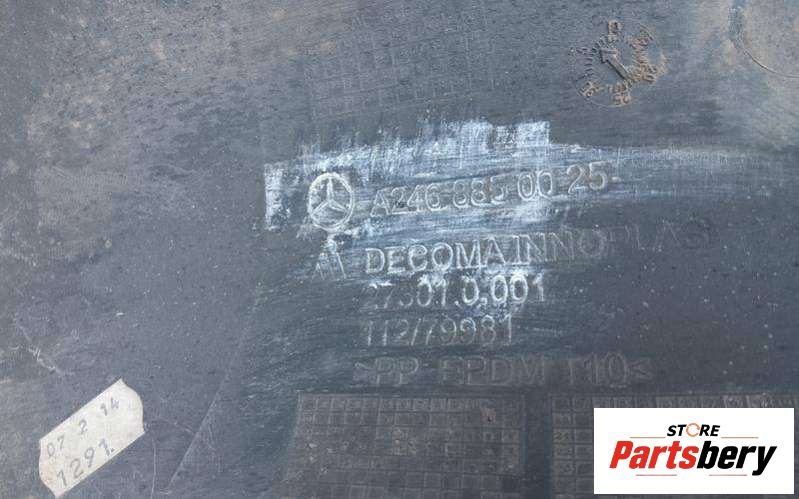 A246 885 00 25
DECOMA INNOPLAS
27301.0.001
112/79981
>PP EPDM T10<
07 2 14
1291.
STORE
Partsbery